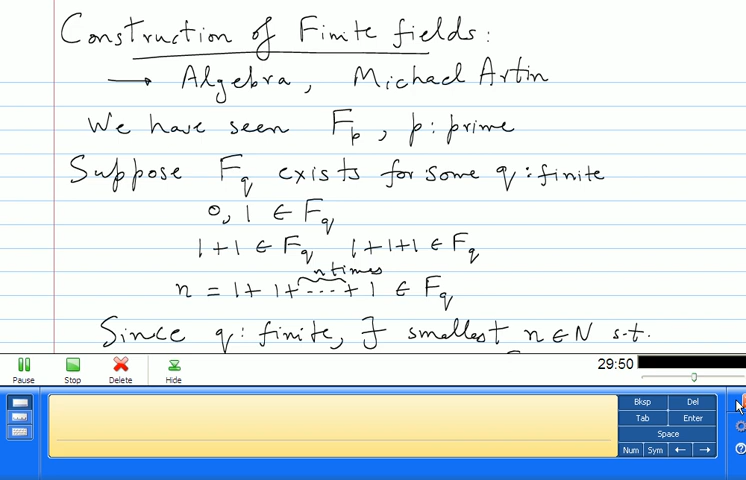 Construction of Finite fields:
→ Algebra, Michael Artin
We have seen F_p, p: prime
Suppose F_q exists for some q: finite
0, 1 ∈ F_q
1+1 ∈ F_q 1+1+1 ∈ F_q
n times
n = 1+1+ ... +1 ∈ F_q
Since q: finite, ∃ smallest n ∈ N s.t.
Pause Stop Delete Hide
29:50
Bksp Del
Tab Enter
Space
Num Sym ← →